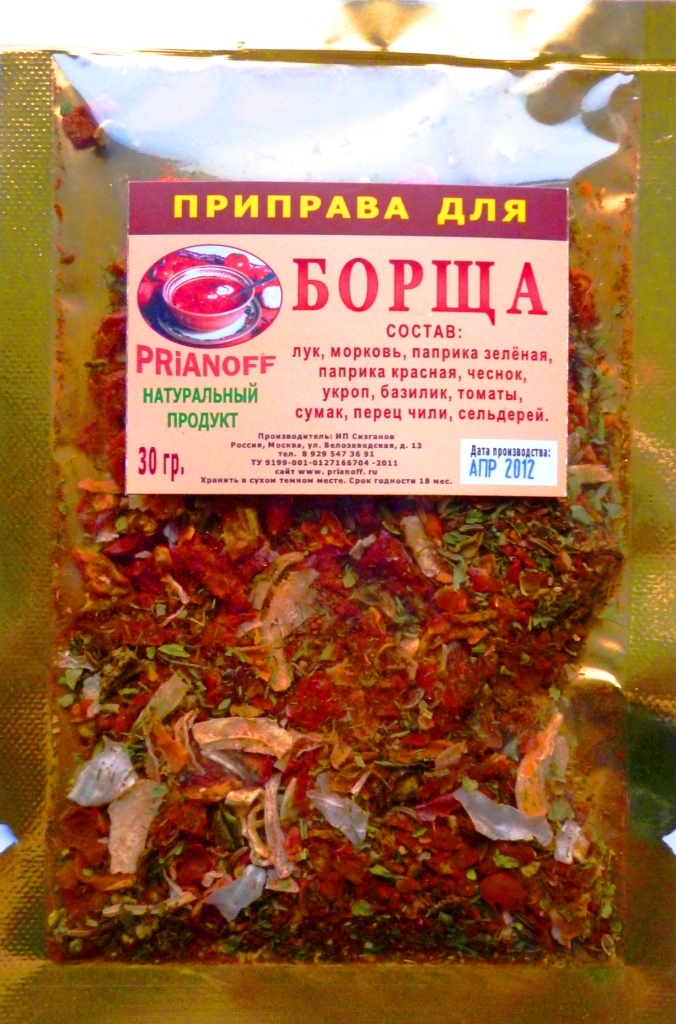 ПРИПРАВА ДЛЯ
БОРЩА
СОСТАВ:
лук, морковь, паприка зелёная,
паприка красная, чеснок,
укроп, базилик, томаты,
сумак, перец чили, сельдерей.
PRiANOFF
НАТУРАЛЬНЫЙ
ПРОДУКТ
30 гр.
Производитель: ИП Сизганов
Россия, Москва, ул. Велозаводская, д. 13
тел. 8 929 547 36 91
ТУ 9199-001-0127166704 -2011
сайт www. prianoff. ru
Хранить в сухом темном месте. Срок годности 18 мес.
Дата производства:
АПР 2012